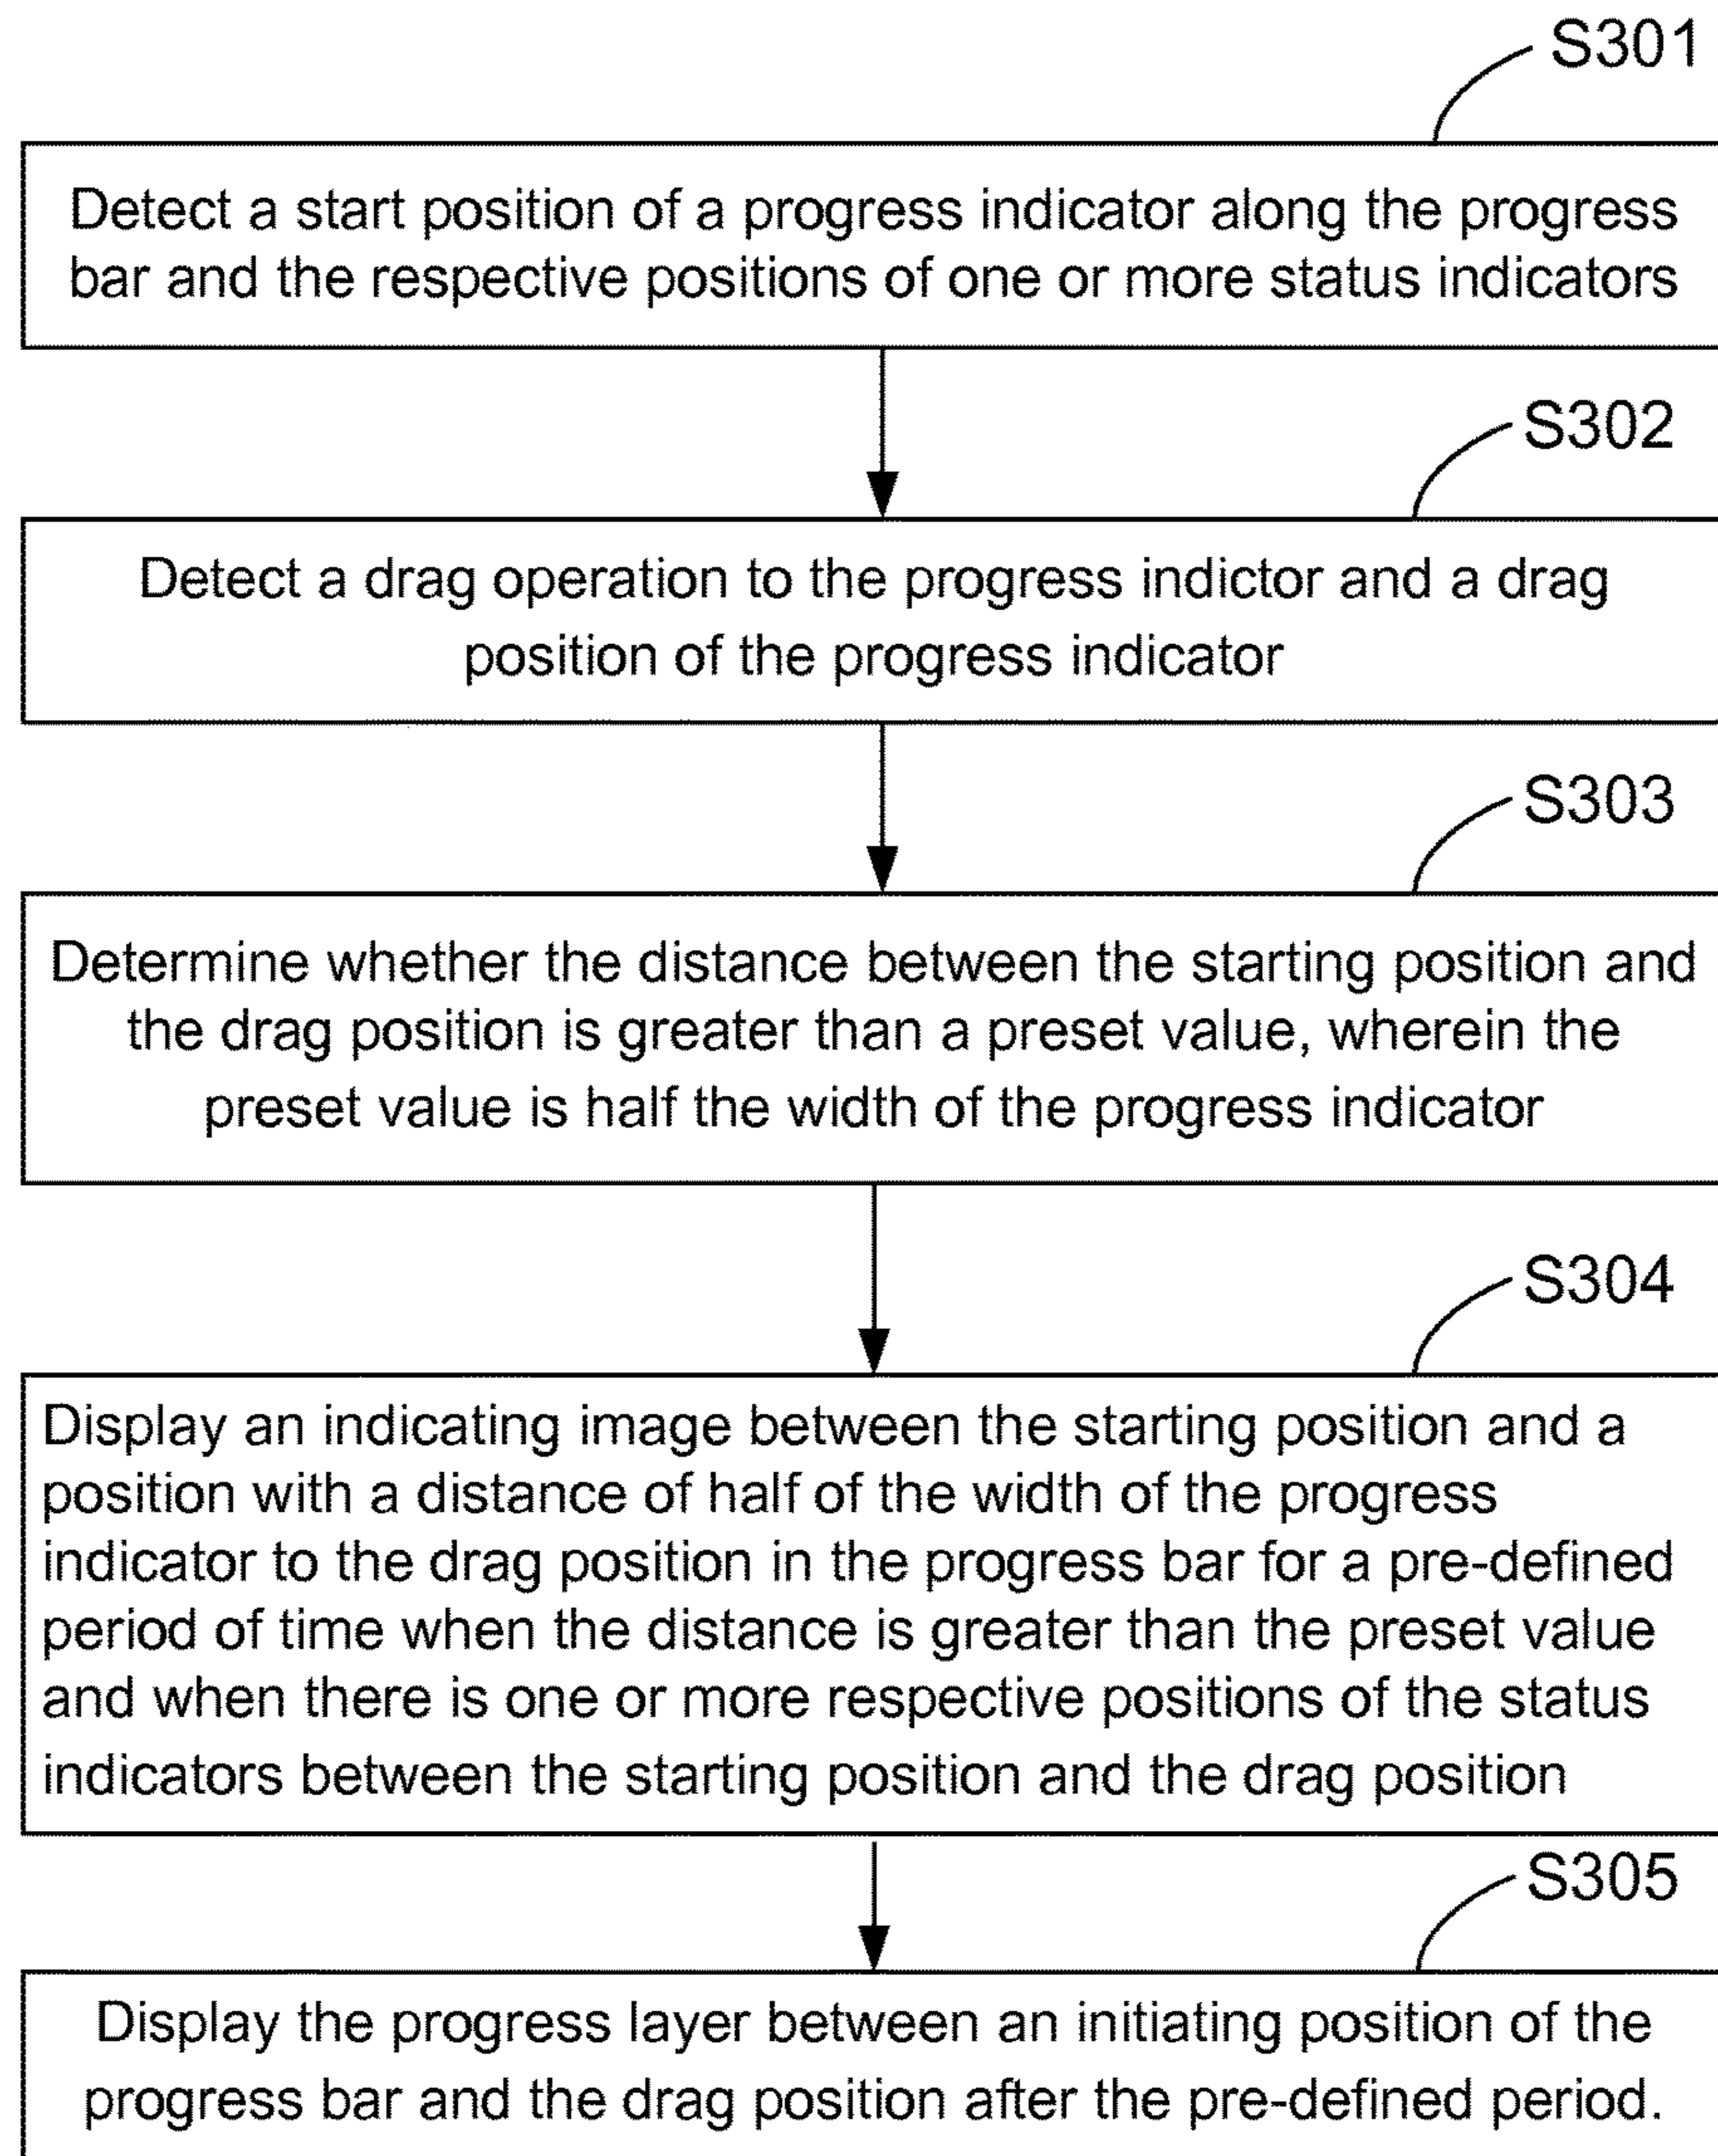 S301
Detect a start position of a progress indicator along the progress
bar and the respective positions of one or more status indicators
S302
Detect a drag operation to the progress indictor and a drag
position of the progress indicator
S303
Determine whether the distance between the starting position and
the drag position is greater than a preset value, wherein the
preset value is half the width of the progress indicator
S304
Display an indicating image between the starting position and a
position with a distance of half of the width of the progress
indicator to the drag position in the progress bar for a pre-defined
period of time when the distance is greater than the preset value
and when there is one or more respective positions of the status
indicators between the starting position and the drag position
S305
Display the progress layer between an initiating position of the
progress bar and the drag position after the pre-defined period.